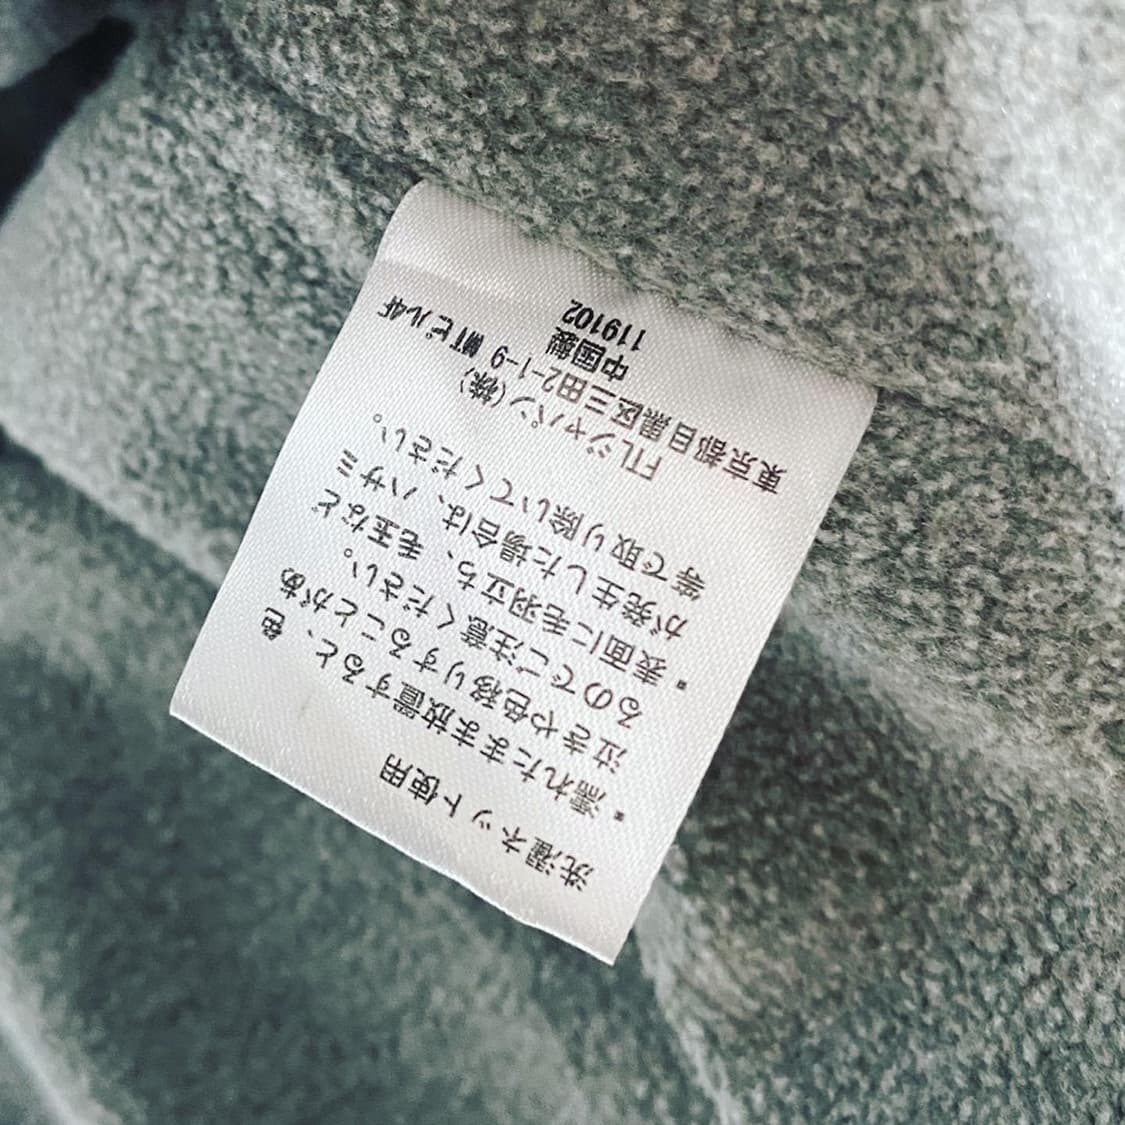 洗濯ネット使用
* 濡れたまま放置すると、色
泣きや色移りすることがあ
るのでご注意ください。
* 表面に毛羽立ち、毛玉など
が発生した場合は、ハサミ
等で取り除いてください。
FTLジャパン(株)
東京都目黒区三田2-1-9 MTビル4F
中国製
119102